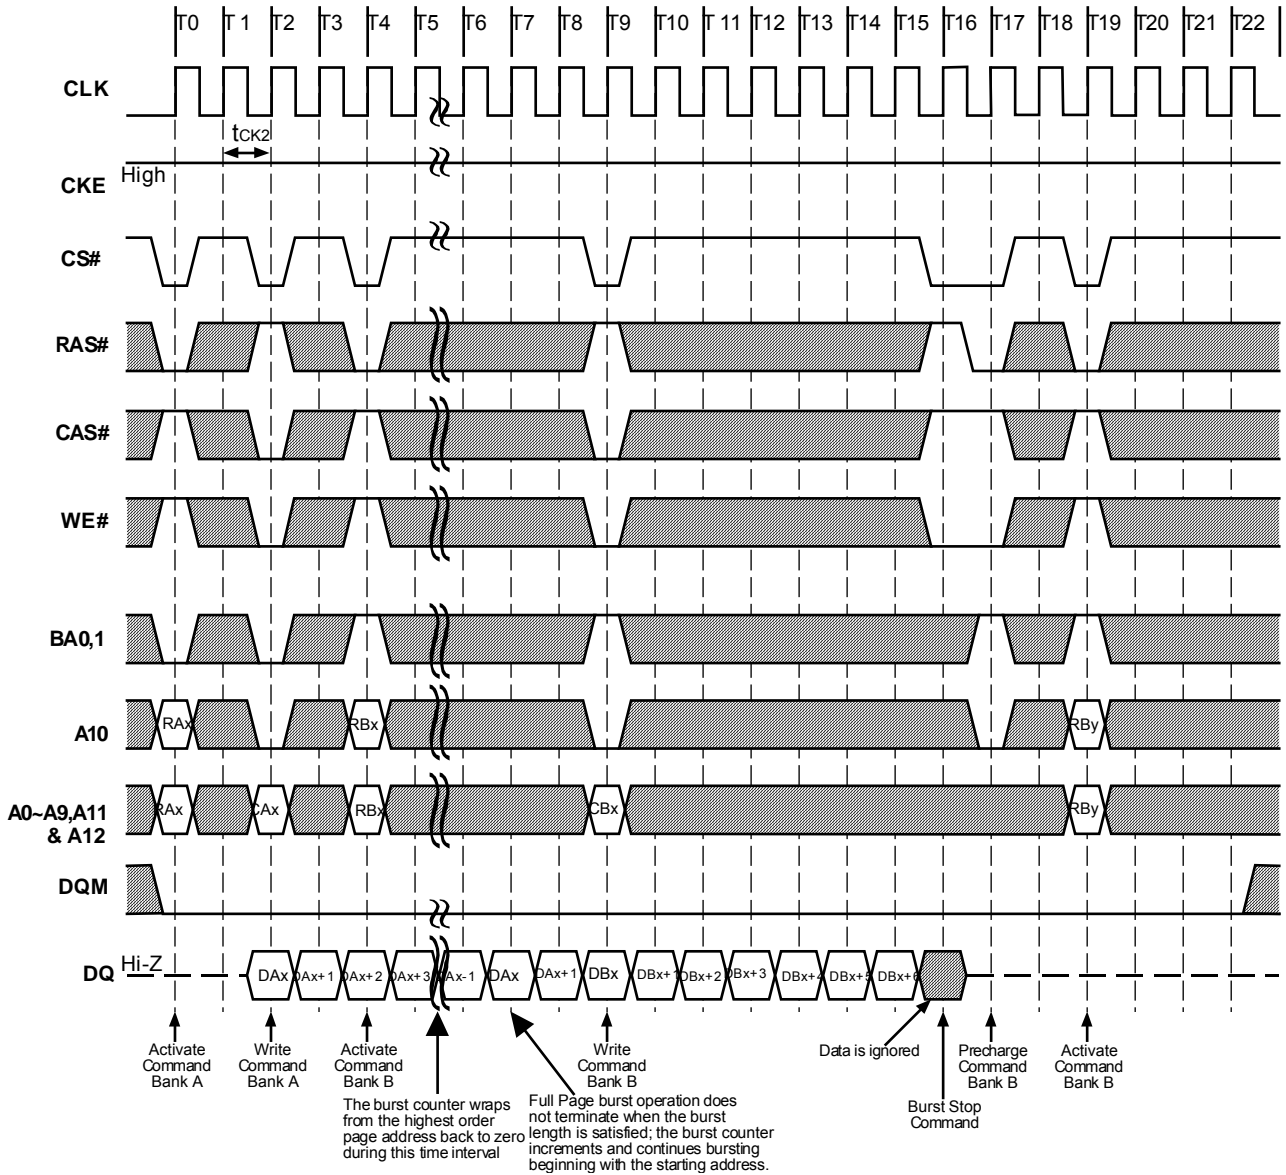 T0 T 1 T2 T3 T4 T5 T6 T7 T8 T9 T10 T 11 T12 T13 T14 T15 T16 T17 T18 T19 T20 T21 T22
CLK
tCK2
High
CKE
CS#
RAS#
CAS#
WE#
BA0,1
RAx RBx RBy
A10
RAx CAx RBx CBx RBy
A0~A9,A11
& A12
DQM
Hi-Z
DQ
DAx DAx+1 DAx+2 DAx+3 DAx-1 DAx DAx+1 DBx DBx+1 DBx+2 DBx+3 DBx+4 DBx+5 DBx+6
Activate
Command
Bank A
Write
Command
Bank A
Activate
Command
Bank B
The burst counter wraps
from the highest order
page address back to zero
during this time interval
Full Page burst operation does
not terminate when the burst
length is satisfied; the burst counter
increments and continues bursting
beginning with the starting address.
Write
Command
Bank B
Data is ignored
Burst Stop
Command
Precharge
Command
Bank B
Activate
Command
Bank B